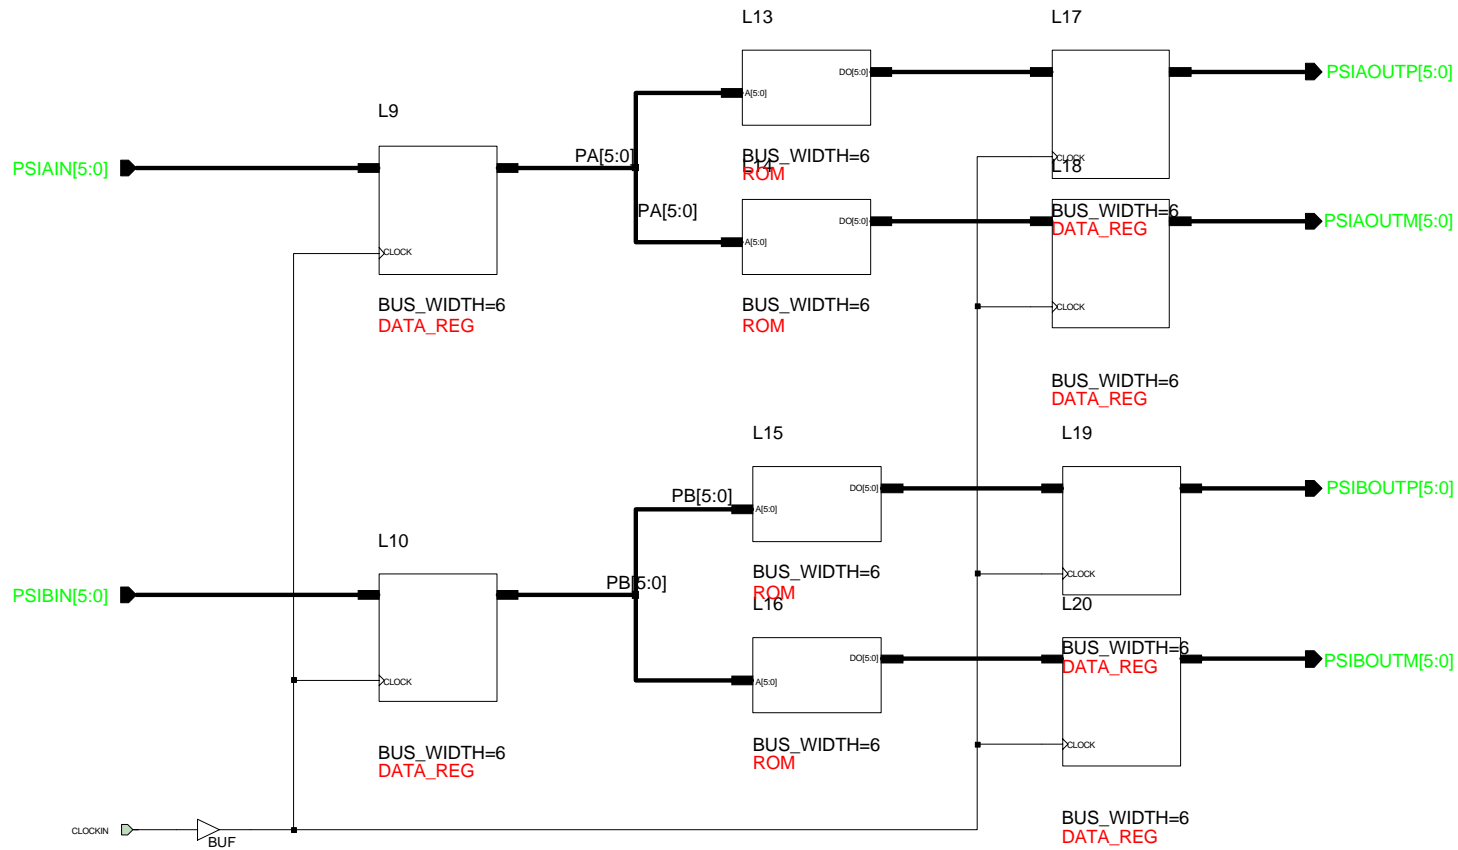 L13
L17
DO[5:0]
PSIAOUTP[5:0]
A[5:0]
L9
PSIAIN[5:0]
PA[5:0]
BUS_WIDTH=6
ROM
L14
CLOCK
L18
PA[5:0]
DO[5:0]
A[5:0]
BUS_WIDTH=6
DATA_REG
PSIAOUTM[5:0]
CLOCK
BUS_WIDTH=6
DATA_REG
BUS_WIDTH=6
ROM
CLOCK
BUS_WIDTH=6
DATA_REG
L15
L19
DO[5:0]
PSIBOUTP[5:0]
PB[5:0]
A[5:0]
L10
PSIBIN[5:0]
PB[5:0]
BUS_WIDTH=6
ROM
L16
CLOCK
L20
DO[5:0]
A[5:0]
BUS_WIDTH=6
DATA_REG
PSIBOUTM[5:0]
CLOCK
BUS_WIDTH=6
DATA_REG
BUS_WIDTH=6
ROM
CLOCK
BUS_WIDTH=6
DATA_REG
CLOCKIN
BUF